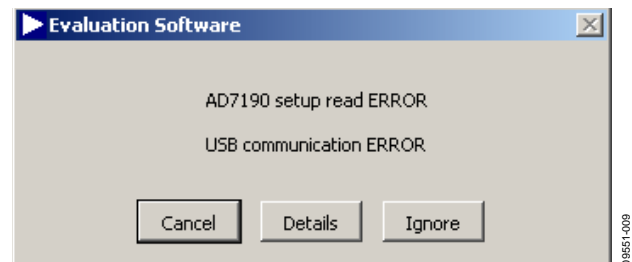 Evaluation Software
AD7190 setup read ERROR
USB communication ERROR
Cancel Details Ignore
09551-009